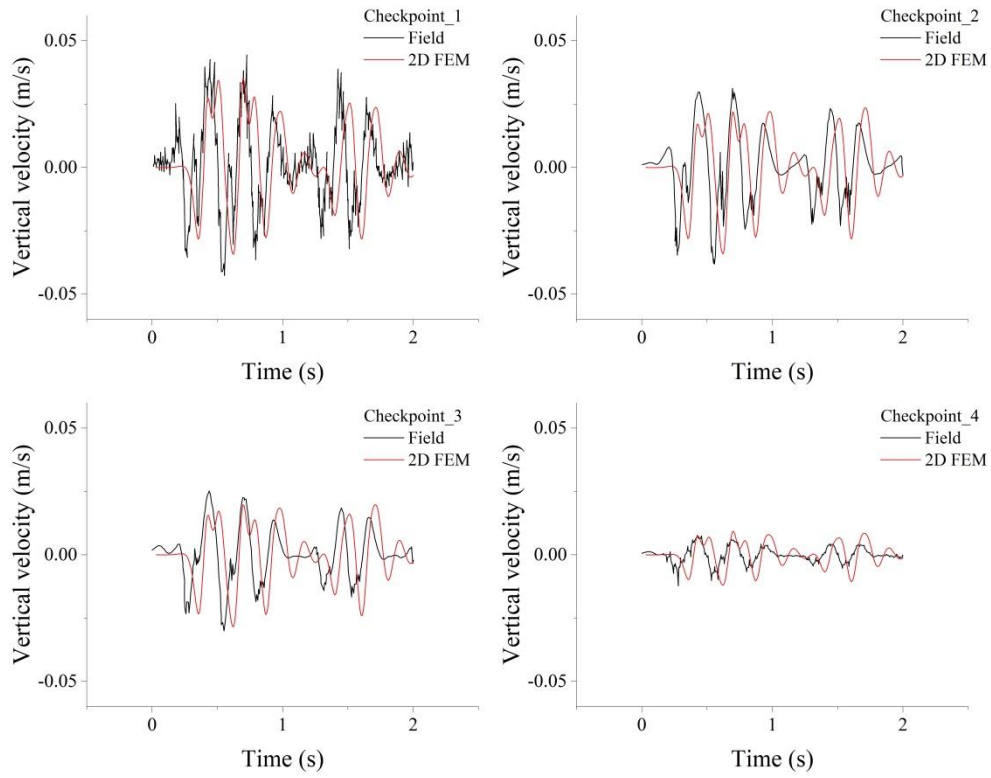 Checkpoint_1
Field
2D FEM
0.05
0.00
-0.05
Vertical velocity (m/s)
0
1
2
Time (s)
Checkpoint_2
Field
2D FEM
0.05
0.00
-0.05
Vertical velocity (m/s)
0
1
2
Time (s)
Checkpoint_3
Field
2D FEM
0.05
0.00
-0.05
Vertical velocity (m/s)
0
1
2
Time (s)
Checkpoint_4
Field
2D FEM
0.05
0.00
-0.05
Vertical velocity (m/s)
0
1
2
Time (s)